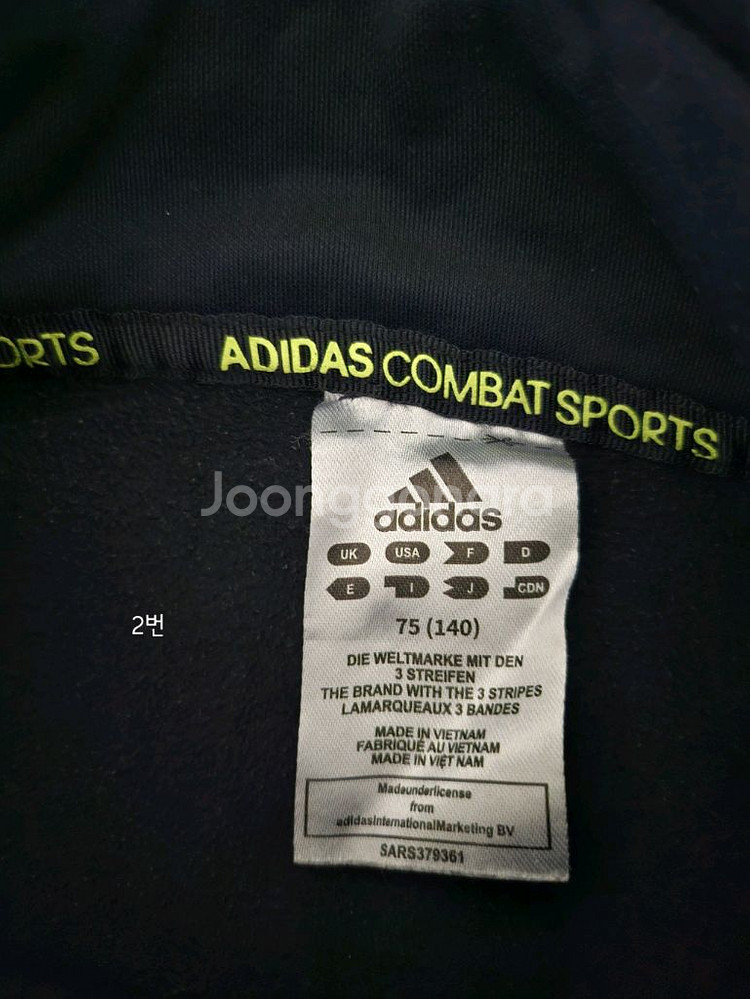 ORTS ADIDAS COMBAT SPORTS
Joonggonara
adidas
UK USA F D
E I J CDN
2번
75 (140)
DIE WELTMARKE MIT DEN
3 STREIFEN
THE BRAND WITH THE 3 STRIPES
LAMARQUEAUX 3 BANDES
MADE IN VIETNAM
FABRIQUÉ AU VIETNAM
MADE IN VIỆT NAM
Madeunderlicense
from
adidasInternationalMarketing BV
SARS379361